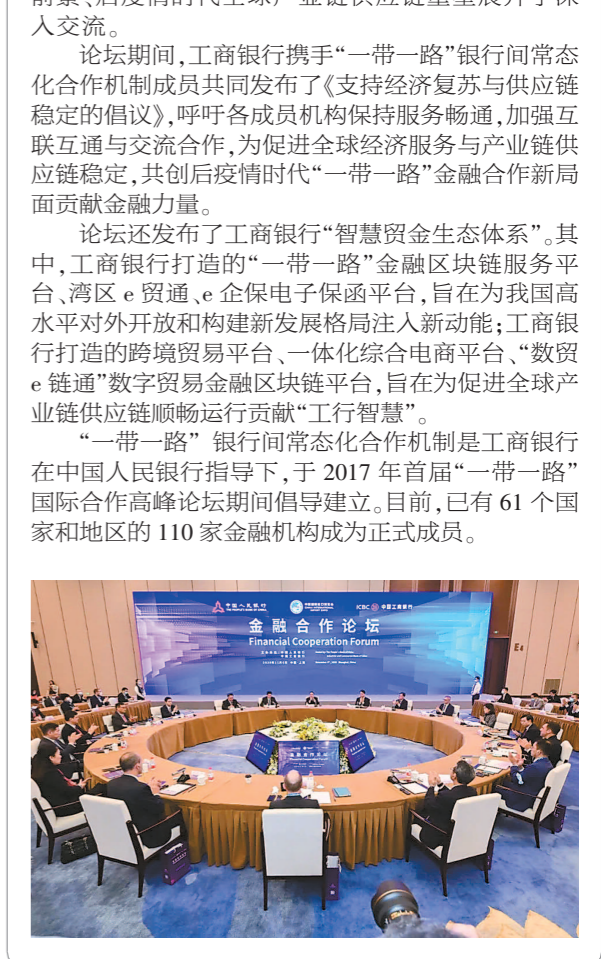 入交流。
论坛期间,工商银行携手“一带一路”银行间常态
化合作机制成员共同发布了《支持经济复苏与供应链
稳定的倡议》,呼吁各成员机构保持服务畅通,加强互
联互通与交流合作,为促进全球经济服务与产业链供
应链稳定,共创后疫情时代“一带一路”金融合作新局
面贡献金融力量。
论坛还发布了工商银行“智慧贸金生态体系”。其
中,工商银行打造的“一带一路”金融区块链服务平
台、湾区 e 贸通、e 企保电子保函平台,旨在为我国高
水平对外开放和构建新发展格局注入新动能;工商银
行打造的跨境贸易平台、一体化综合电商平台、“数贸
e 链通”数字贸易金融区块链平台,旨在为促进全球产
业链供应链顺畅运行贡献“工行智慧”。
“一带一路” 银行间常态化合作机制是工商银行
在中国人民银行指导下,于 2017 年首届“一带一路”
国际合作高峰论坛期间倡导建立。目前,已有 61 个国
家和地区的 110 家金融机构成为正式成员。
中国人民银行
THE PEOPLE'S BANK OF CHINA
ICBC 中国工商银行
金融合作论坛
Financial Cooperation Forum
金融合作论坛